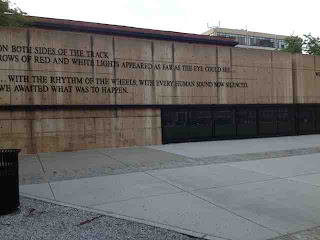 ON BOTH SIDES OF THE TRACK
ROWS OF RED AND WHITE LIGHTS APPEARED AS FAR AS THE EYE COULD SEE...
... WITH THE RHYTHM OF THE WHEELS, WITH EVERY HUMAN SOUND NOW SILENCED,
WE AWAITED WHAT WAS TO HAPPEN.